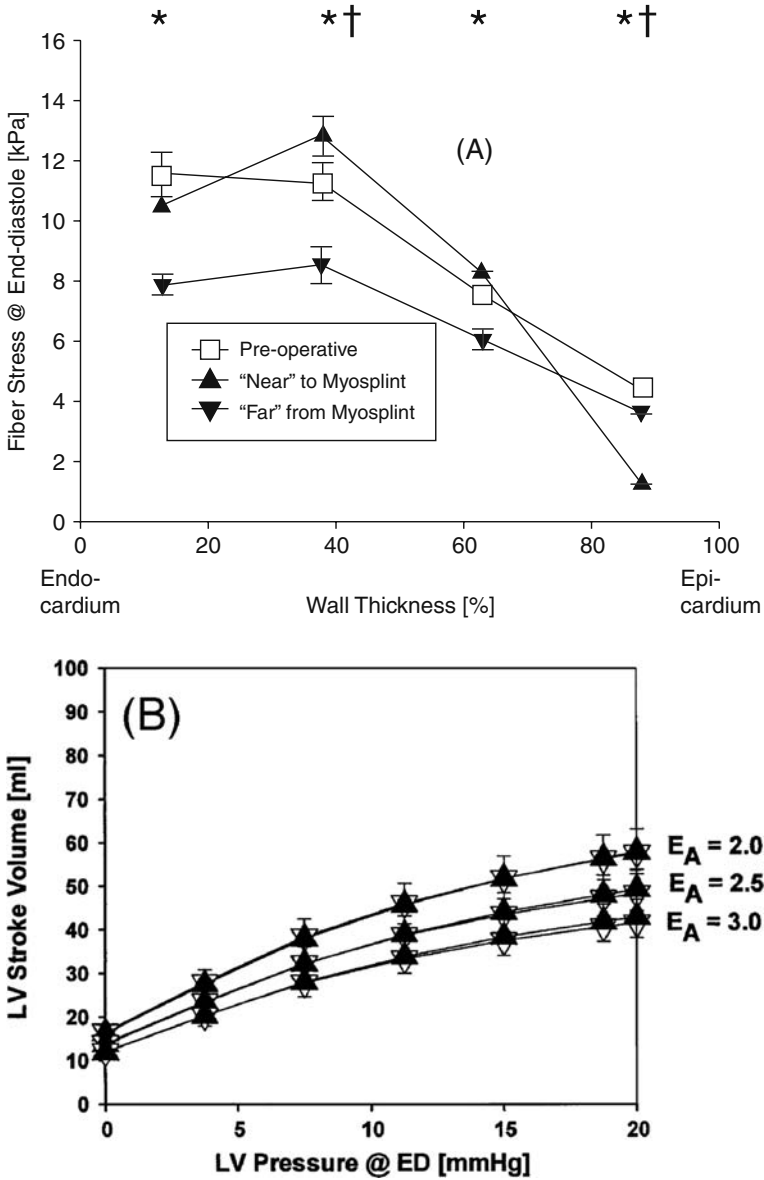 * *† * *†
16
14
12
10
8
6
4
2
0
Fiber Stress @ End-diastole [kPa]
(A)
Pre-operative
"Near" to Myosplint
"Far" from Myosplint
0 20 40 60 80 100
Endo-
cardium
Wall Thickness [%]
Epi-
cardium
(B)
100
90
80
70
60
50
40
30
20
10
0
LV Stroke Volume [ml]
E_A = 2.0
E_A = 2.5
E_A = 3.0
0 5 10 15 20
LV Pressure @ ED [mmHg]